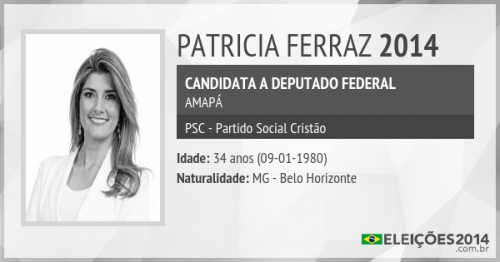 PATRICIA FERRAZ 2014
CANDIDATA A DEPUTADO FEDERAL
AMAPÁ
PSC - Partido Social Cristão
Idade: 34 anos (09-01-1980)
Naturalidade: MG - Belo Horizonte
ELEIÇÕES2014
.com.br